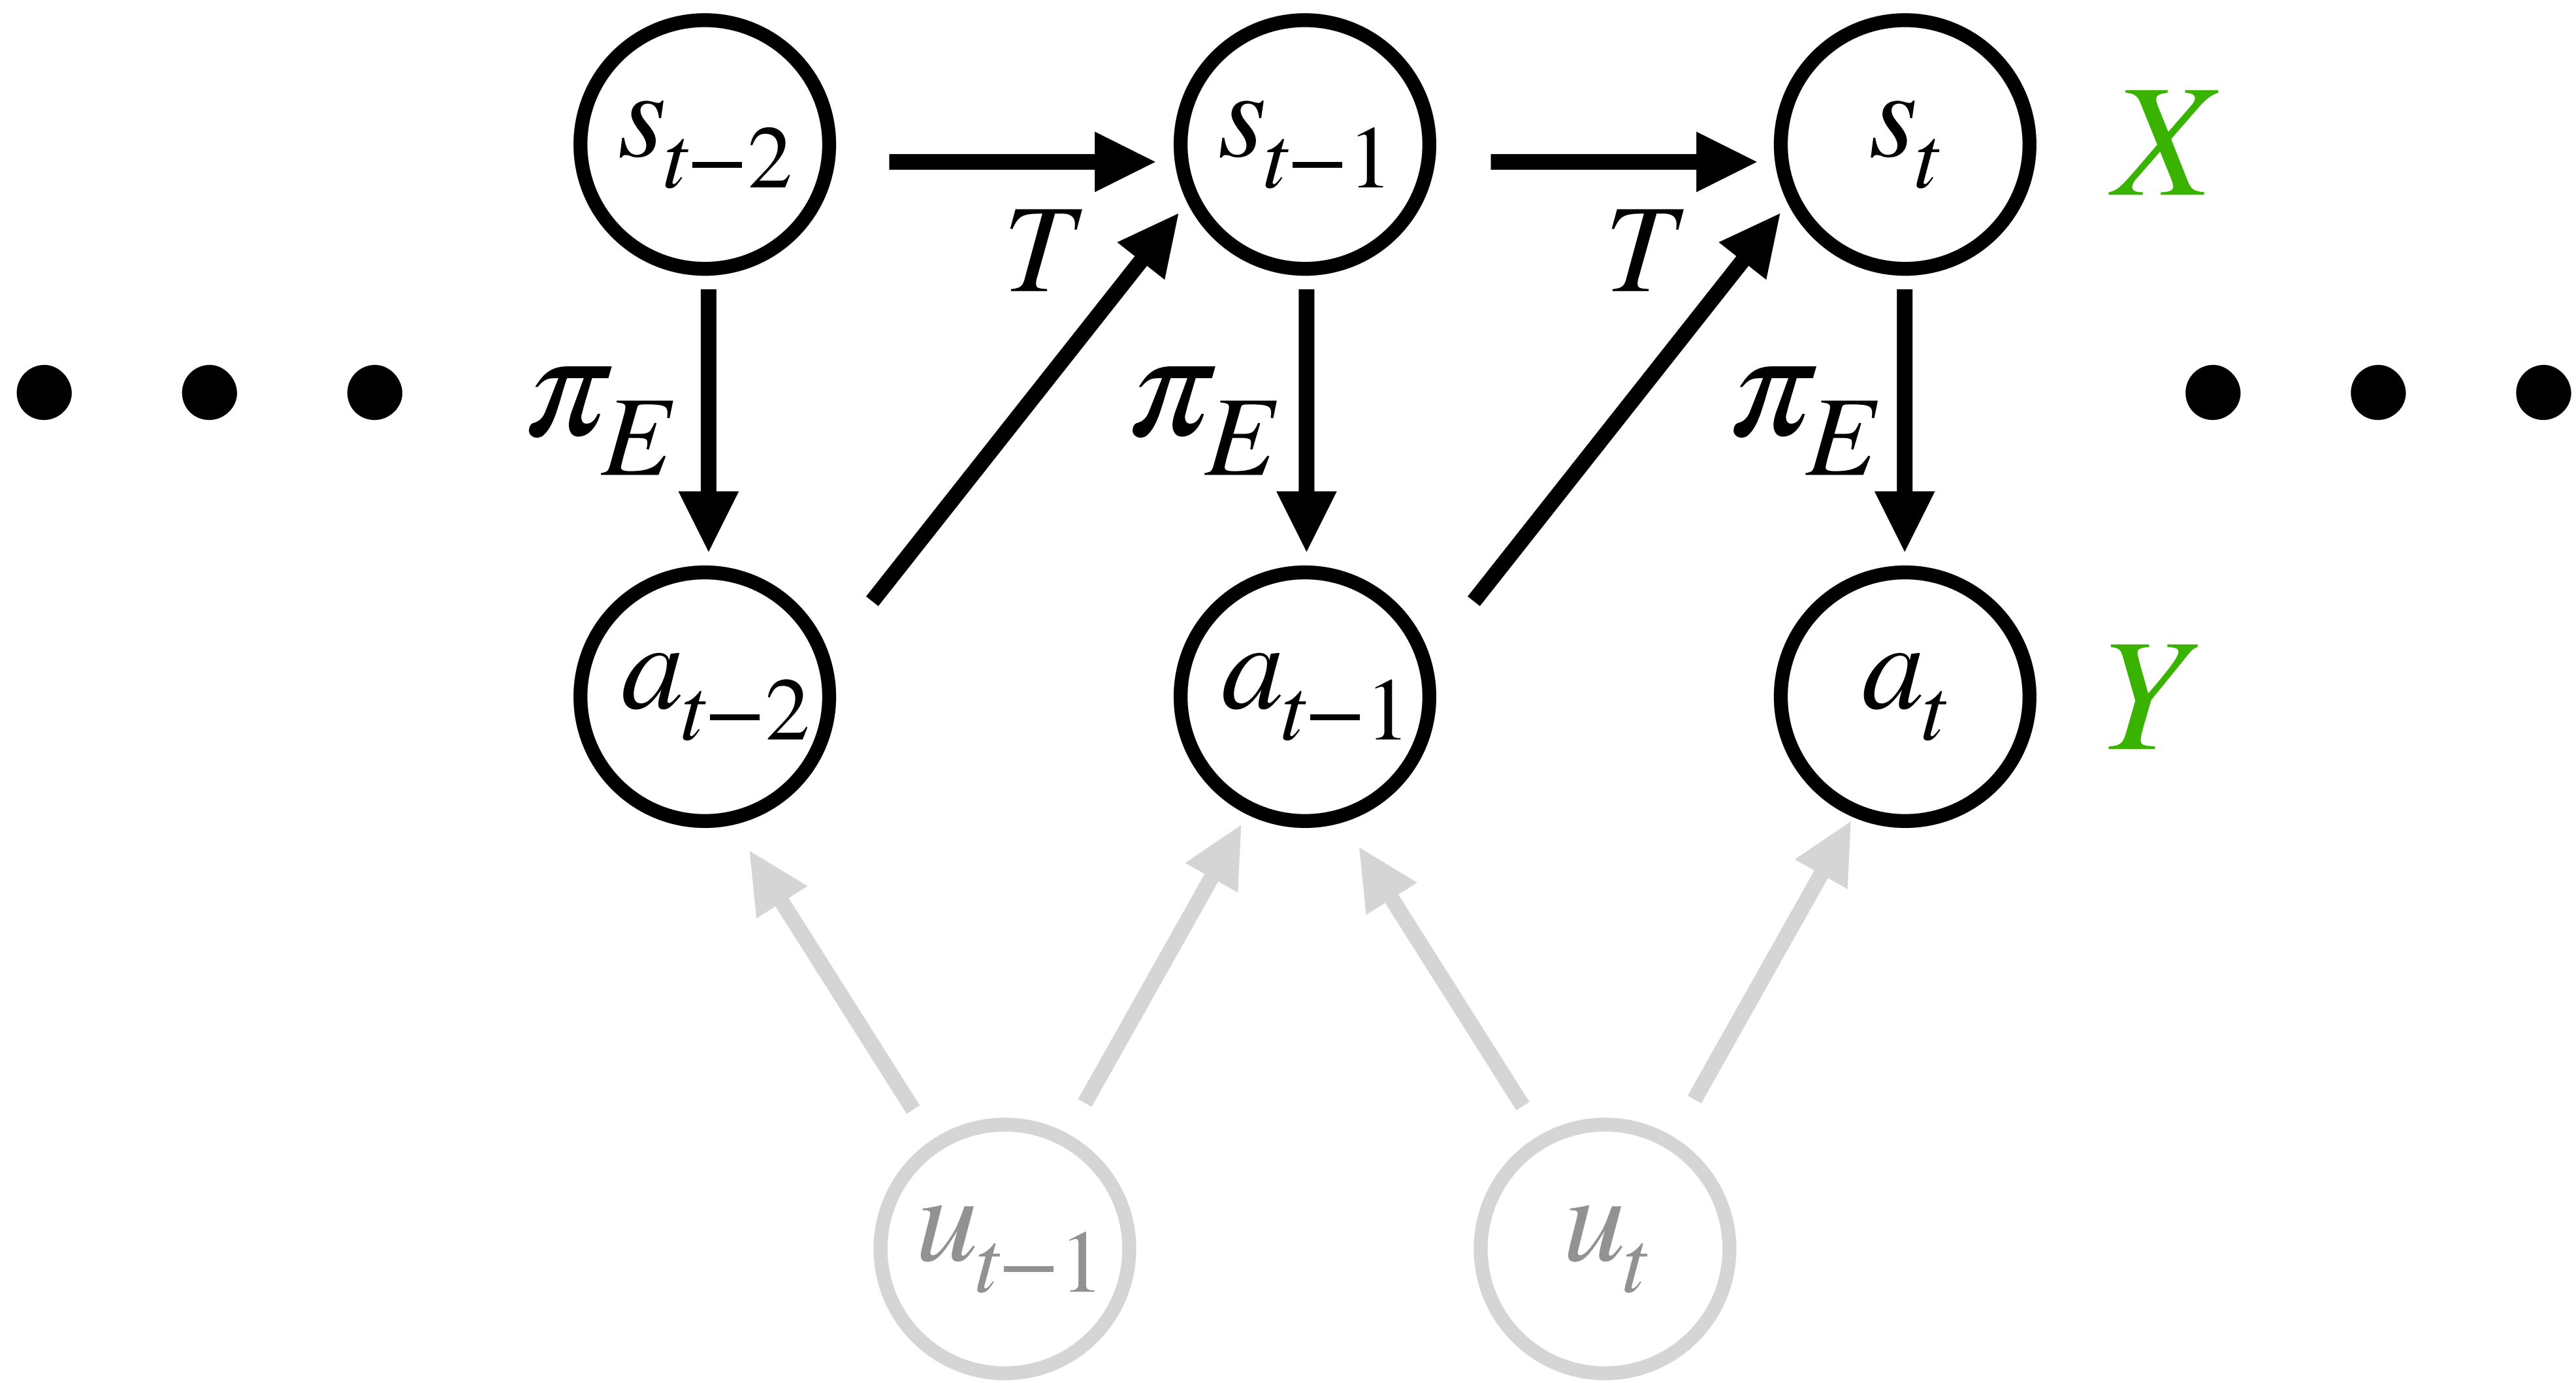 s_{t−2} s_{t−1} s_t X
T T
π_E π_E π_E
a_{t−2} a_{t−1} a_t Y
u_{t−1} u_t